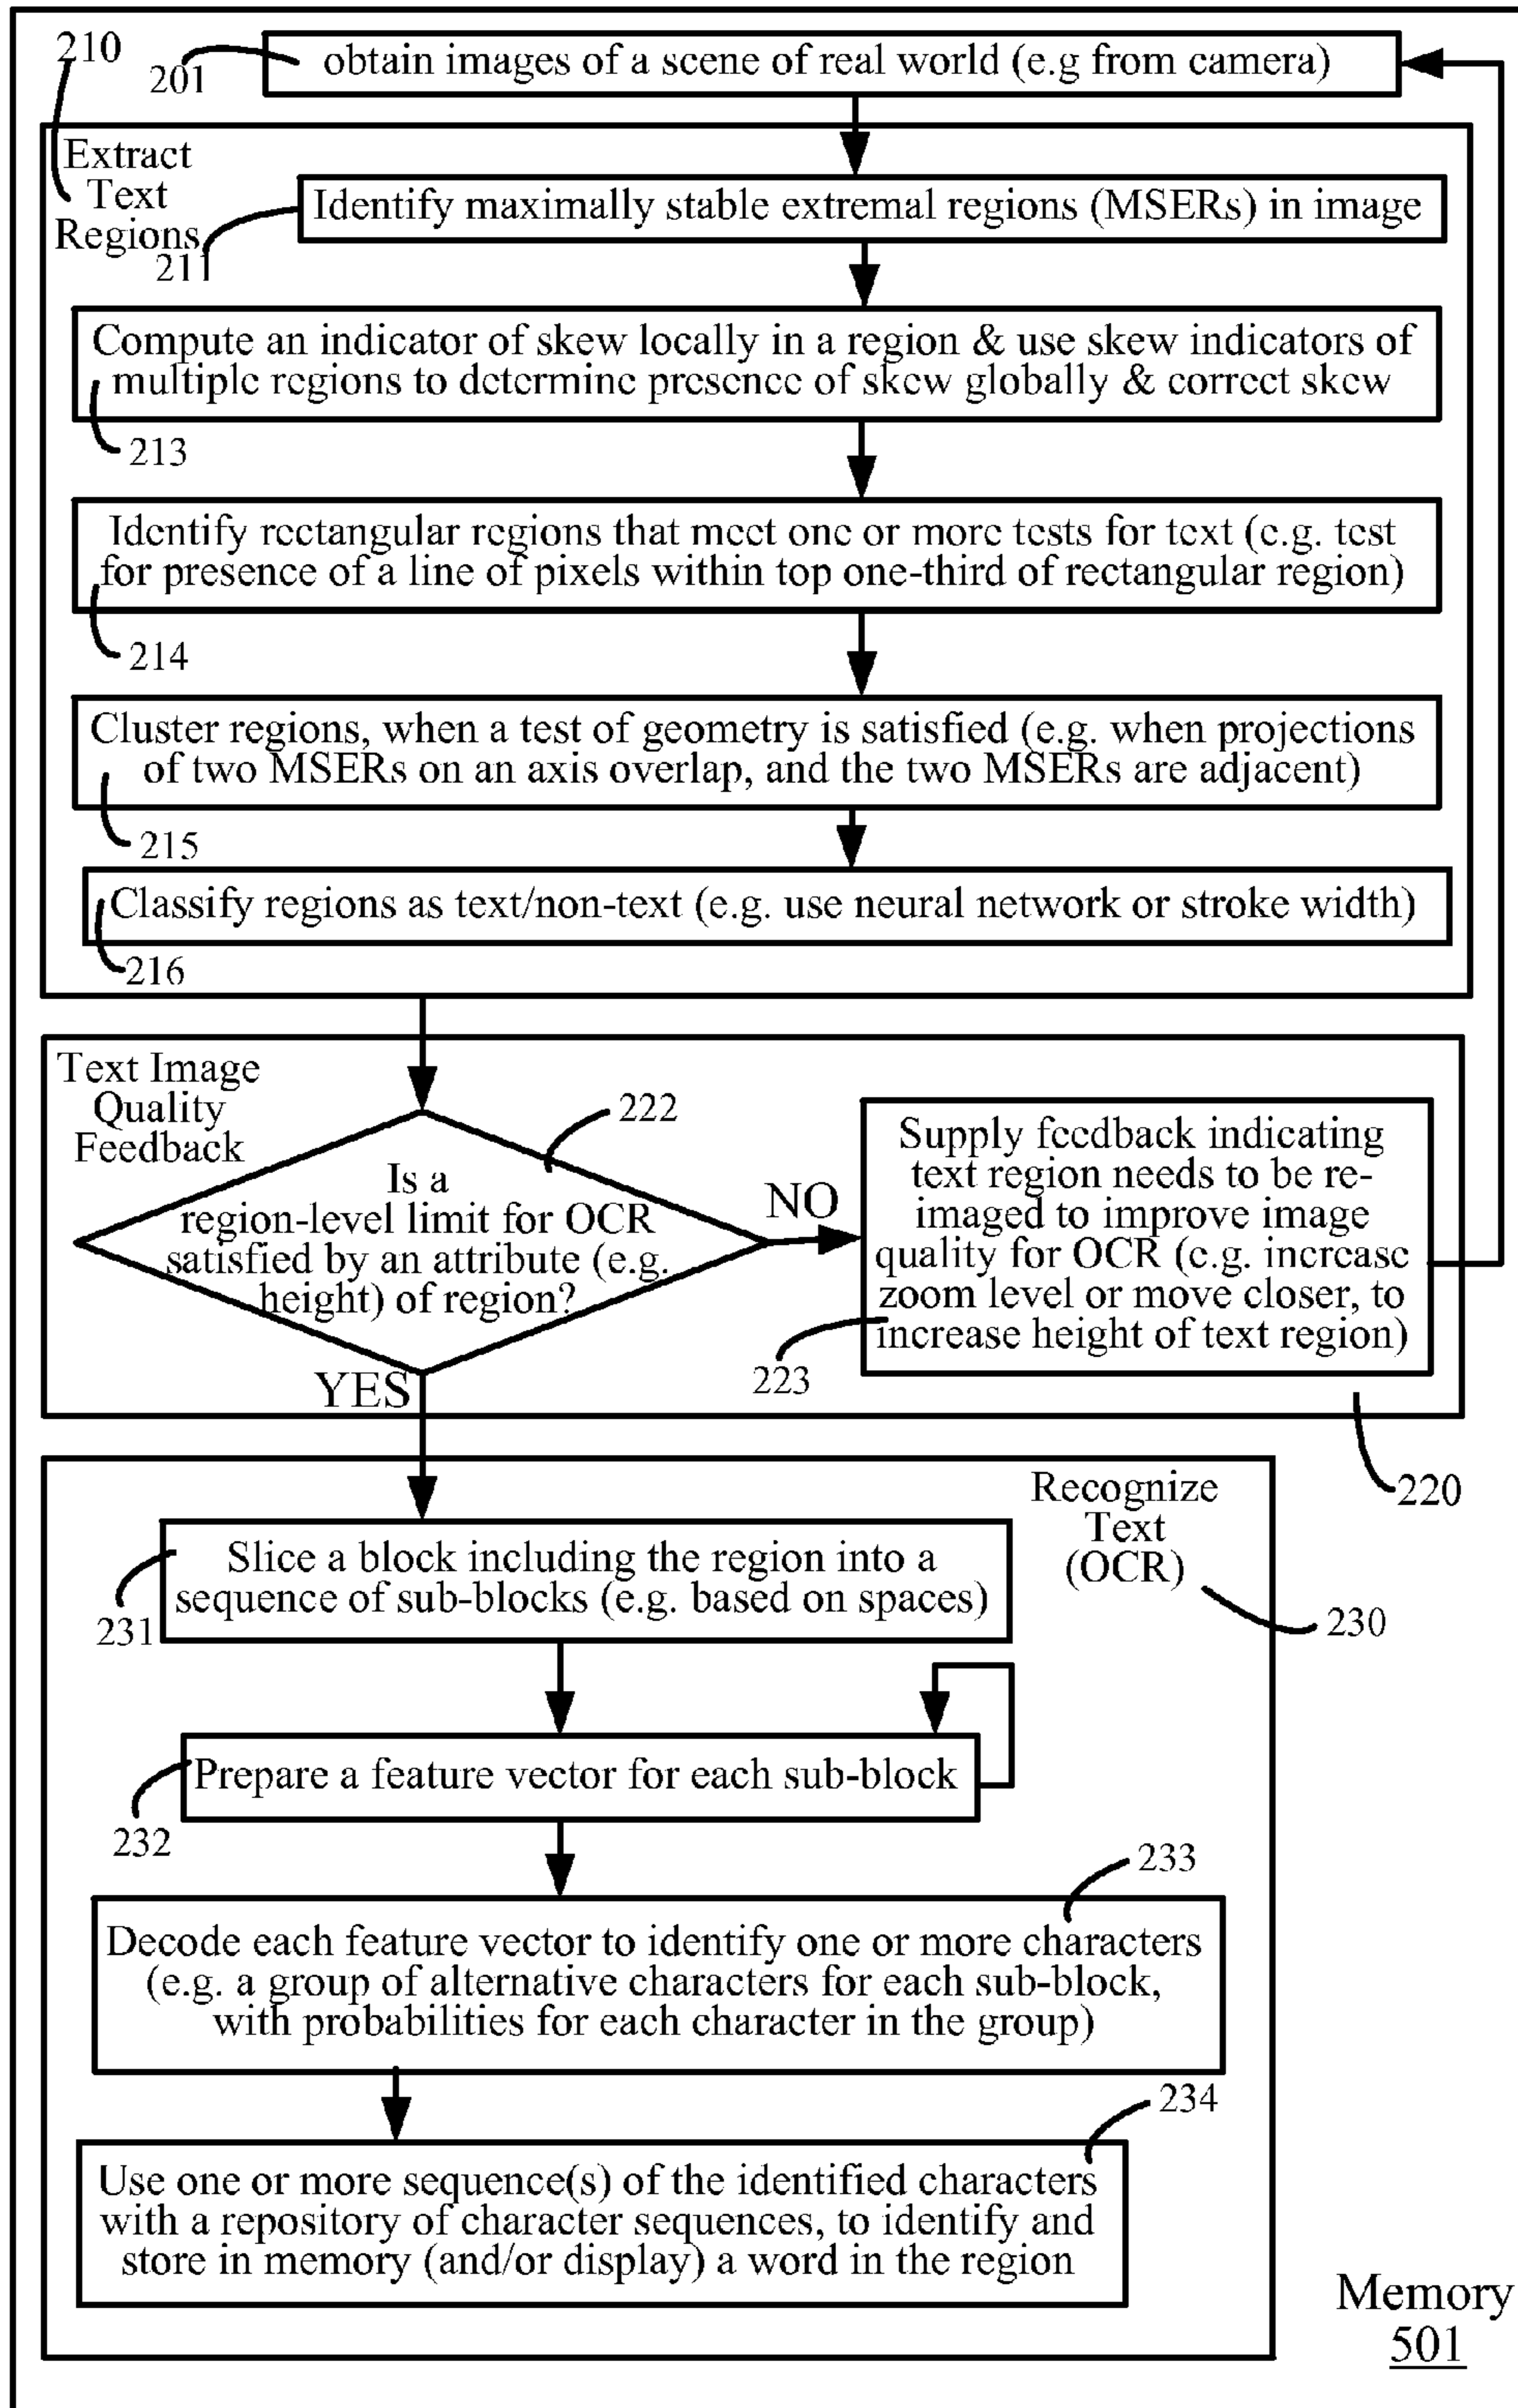 210
201
obtain images of a scene of real world (e.g from camera)
Extract
Text
Regions
211
Identify maximally stable extremal regions (MSERs) in image
Compute an indicator of skew locally in a region & use skew indicators of
multiple regions to determine presence of skew globally & correct skew
213
Identify rectangular regions that meet one or more tests for text (e.g. test
for presence of a line of pixels within top one-third of rectangular region)
214
Cluster regions, when a test of geometry is satisfied (e.g. when projections
of two MSERs on an axis overlap, and the two MSERs are adjacent)
215
Classify regions as text/non-text (e.g. use neural network or stroke width)
216
Text Image
Quality
Feedback
222
Is a
region-level limit for OCR
satisfied by an attribute (e.g.
height) of region?
NO
YES
Supply feedback indicating
text region needs to be re-
imaged to improve image
quality for OCR (e.g. increase
zoom level or move closer, to
increase height of text region)
223
220
Recognize
Text
(OCR)
230
Slice a block including the region into a
sequence of sub-blocks (e.g. based on spaces)
231
Prepare a feature vector for each sub-block
232
233
Decode each feature vector to identify one or more characters
(e.g. a group of alternative characters for each sub-block,
with probabilities for each character in the group)
234
Use one or more sequence(s) of the identified characters
with a repository of character sequences, to identify and
store in memory (and/or display) a word in the region
Memory
501